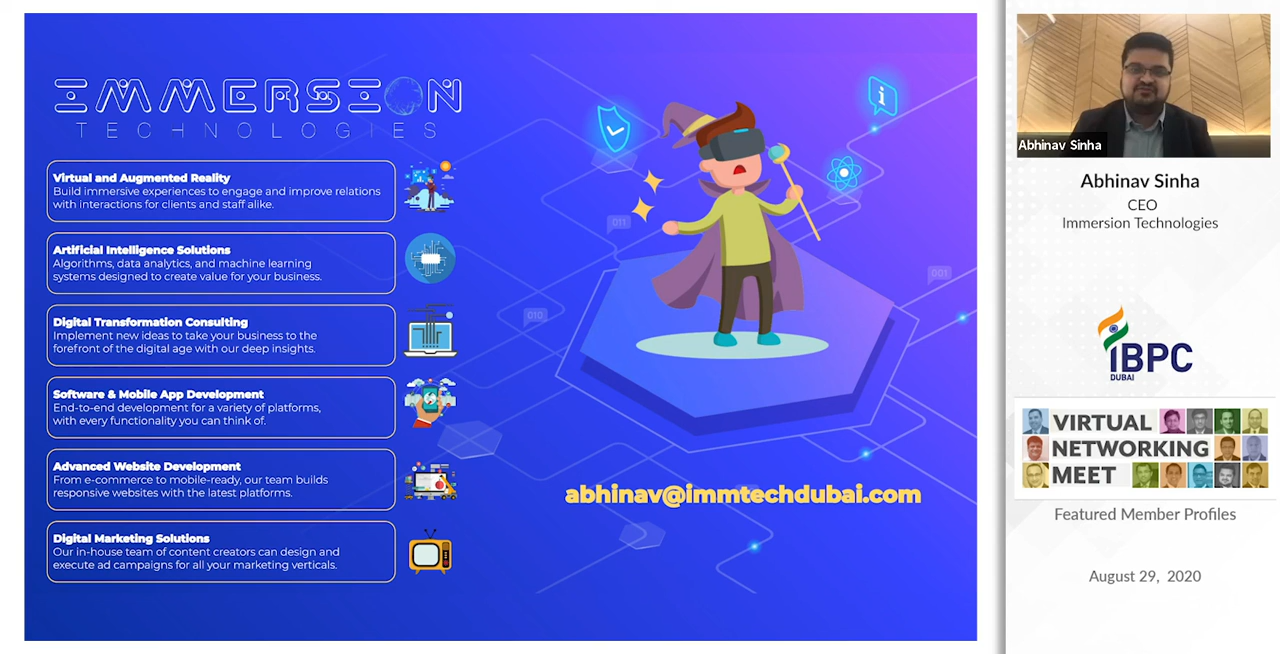 IMMERSION
TECHNOLOGIES
Virtual and Augmented Reality
Build immersive experiences to engage and improve relations
with interactions for clients and staff alike.
Artificial Intelligence Solutions
Algorithms, data analytics, and machine learning
systems designed to create value for your business.
Digital Transformation Consulting
Implement new ideas to take your business to the
forefront of the digital age with our deep insights.
Software & Mobile App Development
End-to-end development for a variety of platforms,
with every functionality you can think of.
Advanced Website Development
From e-commerce to mobile-ready, our team builds
responsive websites with the latest platforms.
Digital Marketing Solutions
Our in-house team of content creators can design and
execute ad campaigns for all your marketing verticals.
i
011
001
010
abhinav@immtechdubai.com
Abhinav Sinha
Abhinav Sinha
CEO
Immersion Technologies
IBPC
DUBAI
VIRTUAL
NETWORKING
MEET
Featured Member Profiles
August 29, 2020